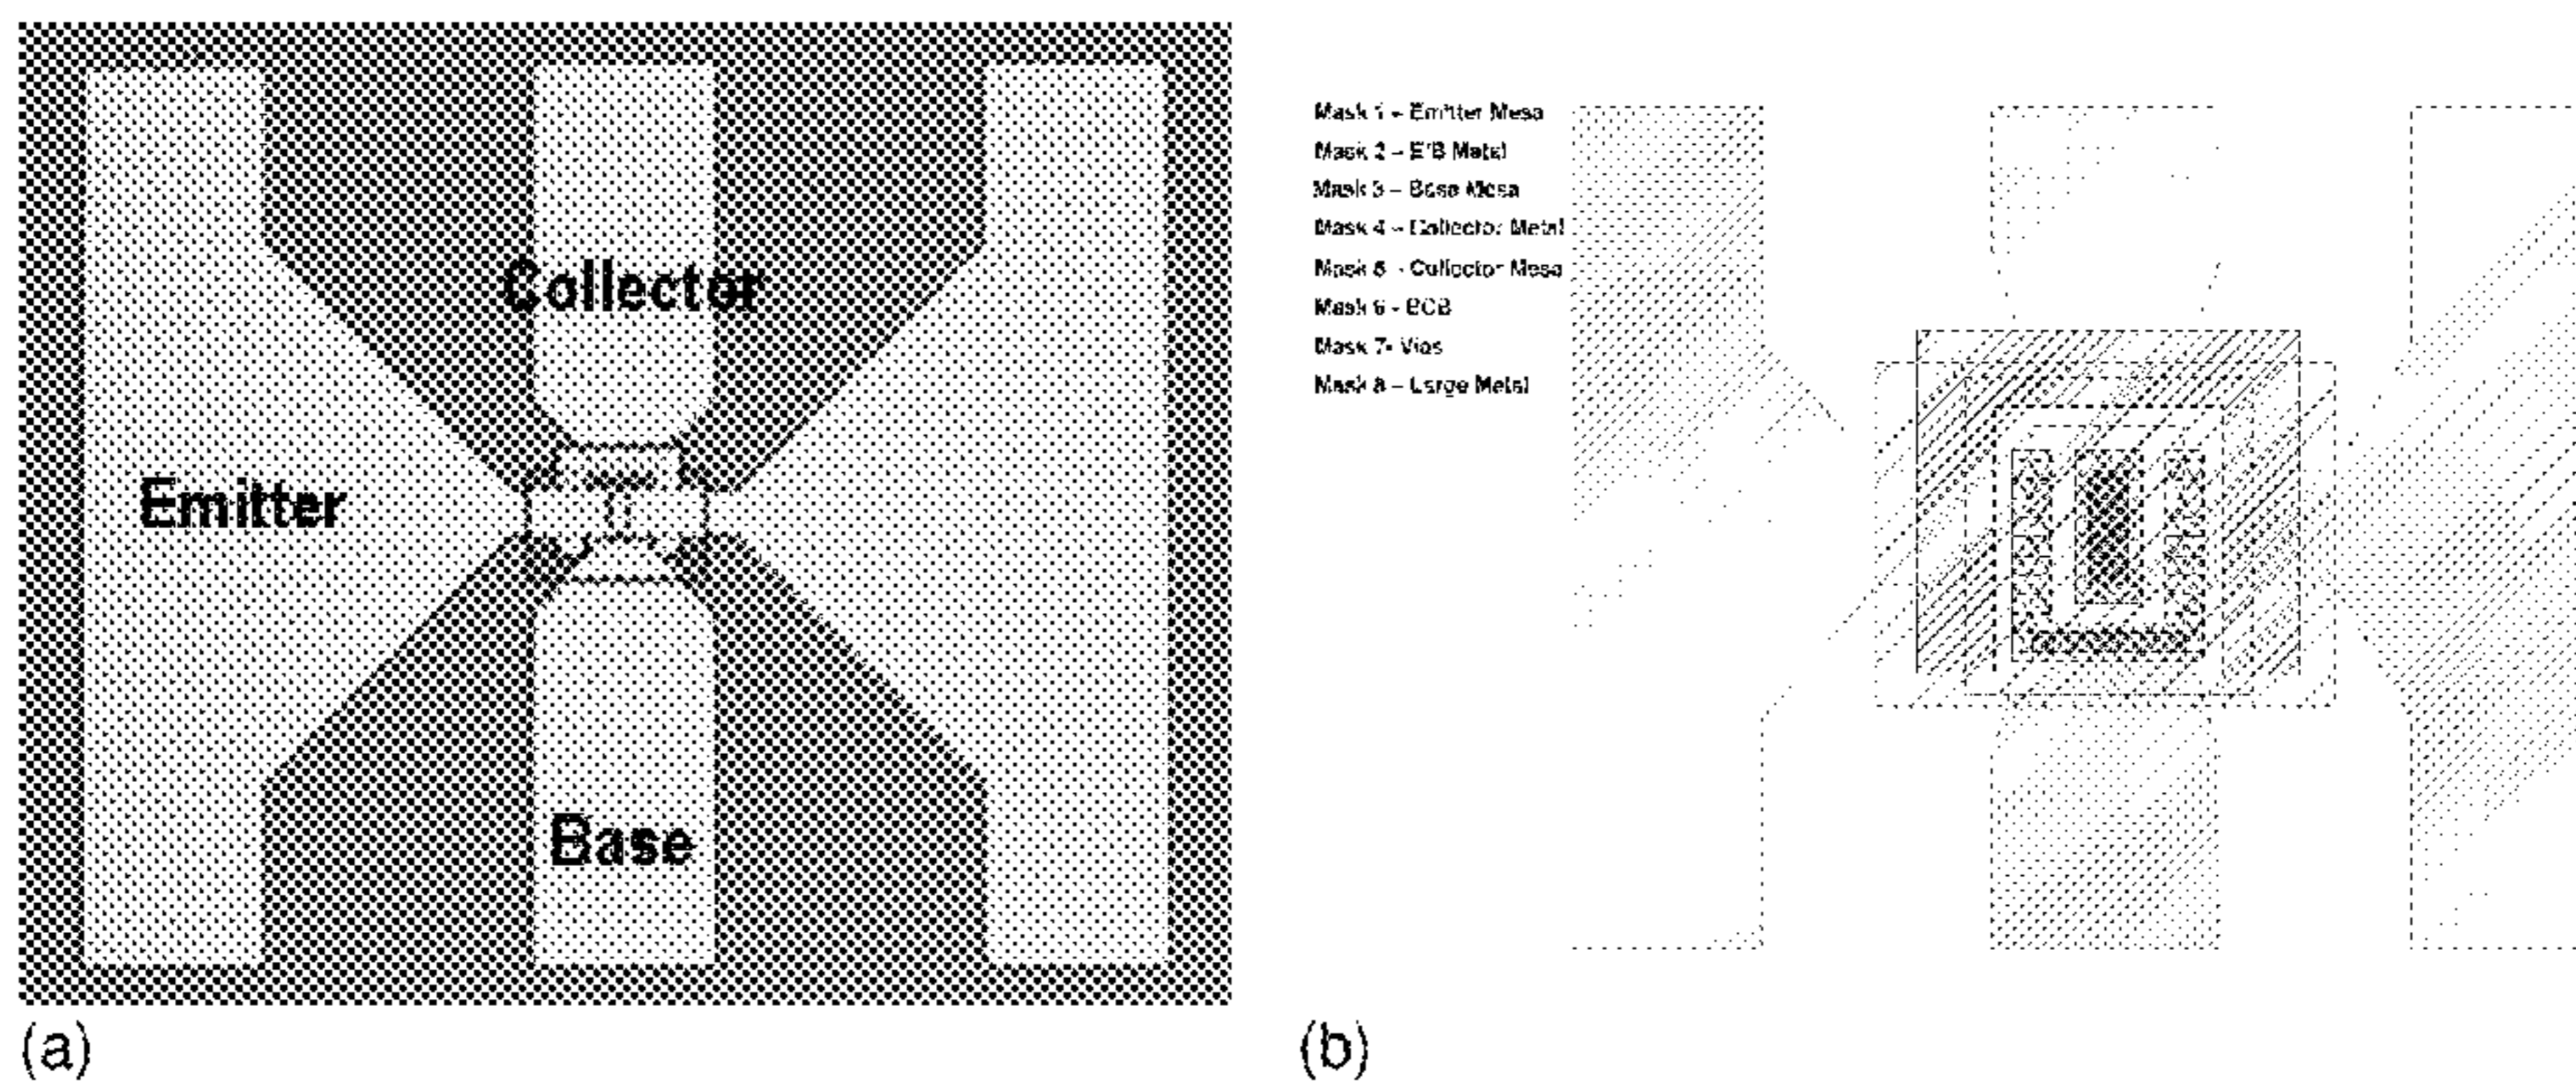 Collector
Emitter
Base
(a)
Mask 1 - Emitter Mesa
Mask 2 - E/B Metal
Mask 3 - Base Mesa
Mask 4 - Collector Metal
Mask 5 - Collector Mesa
Mask 6 - BCB
Mask 7- Vias
Mask 8 - Large Metal
(b)